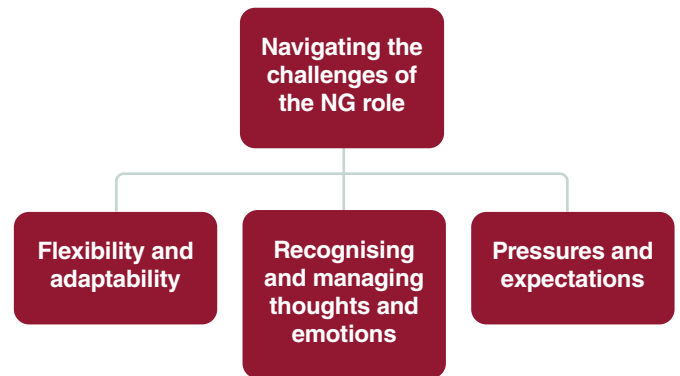 Navigating the
challenges of
the NG role
Flexibility and
adaptability
Recognising
and managing
thoughts and
emotions
Pressures and
expectations